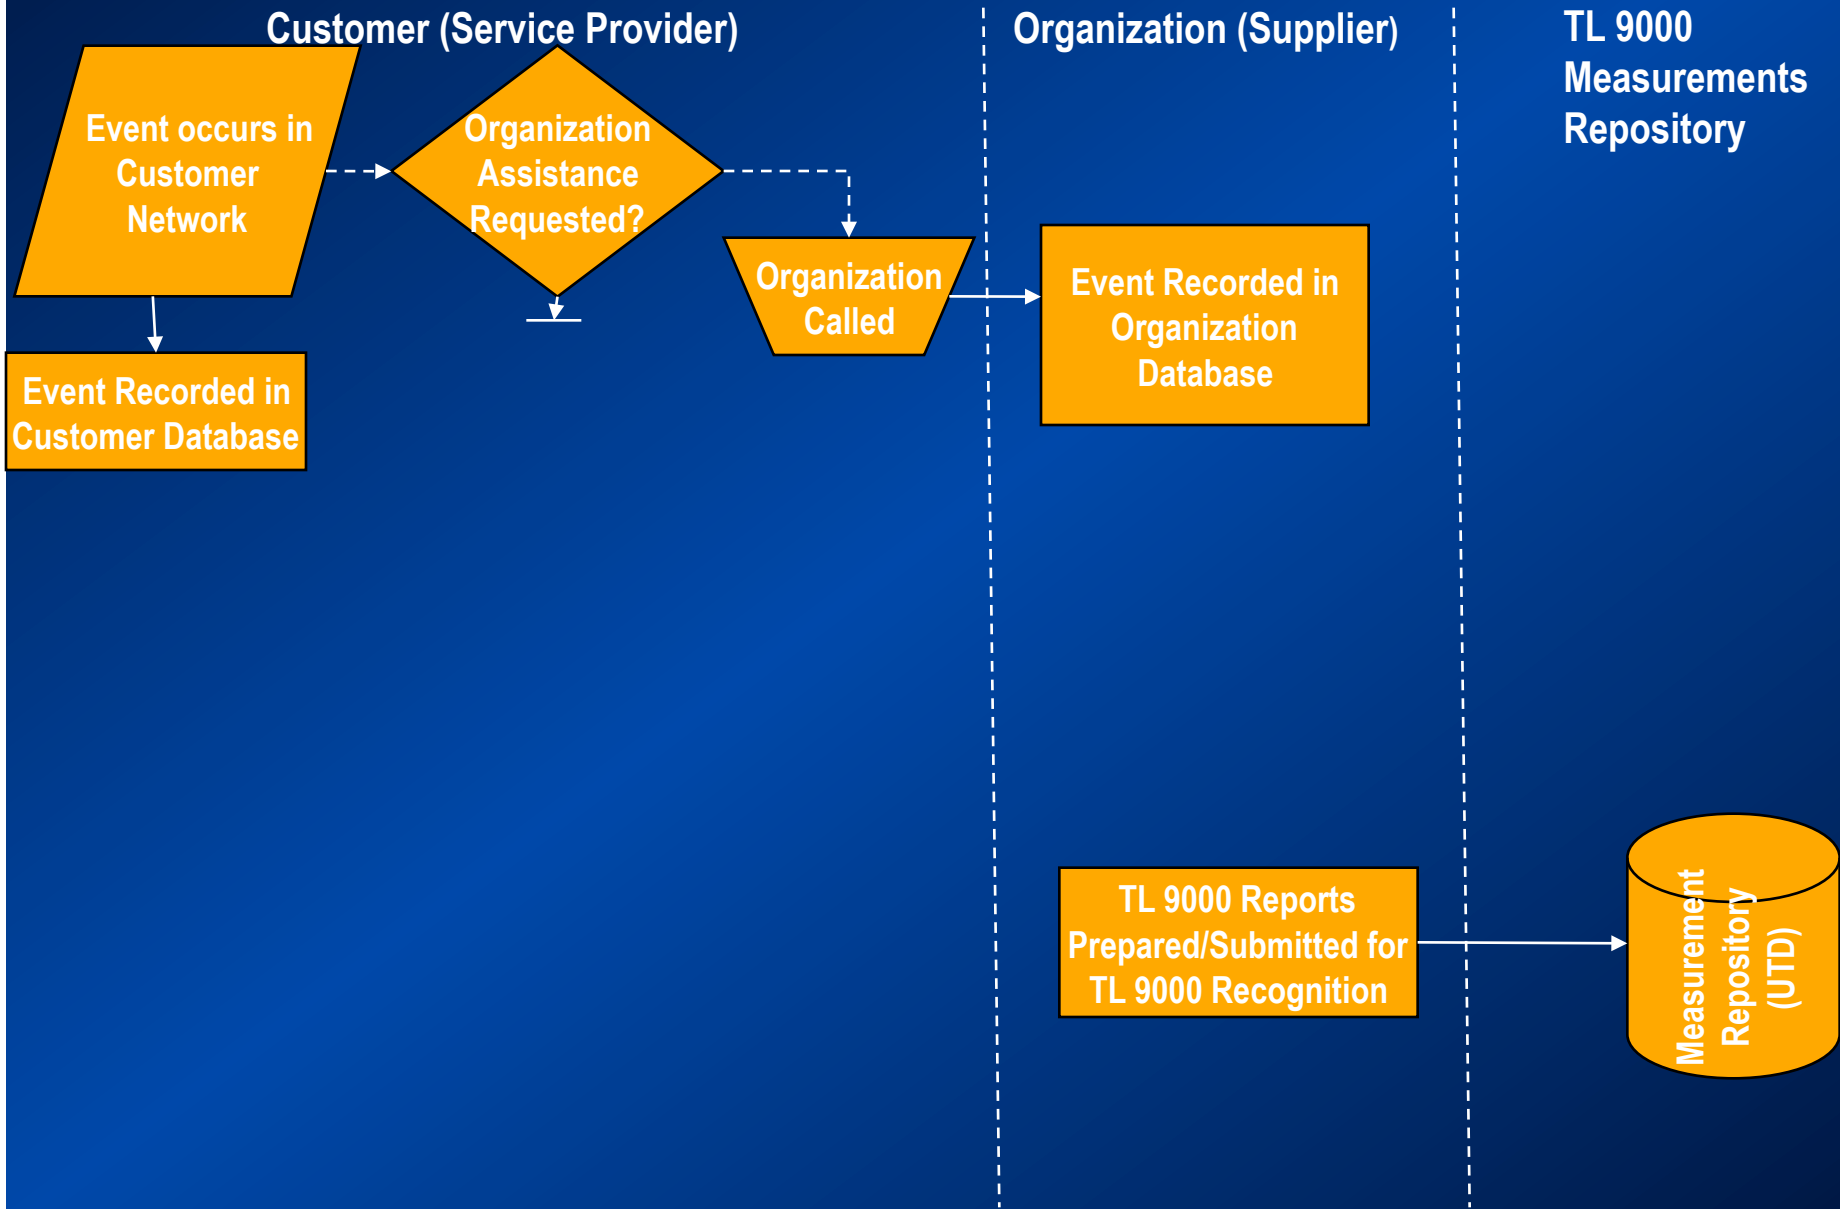 Customer (Service Provider)
Organization (Supplier)
TL 9000
Measurements
Repository
Event occurs in
Customer
Network
Organization
Assistance
Requested?
Organization
Called
Event Recorded in
Organization
Database
Event Recorded in
Customer Database
TL 9000 Reports
Prepared/Submitted for
TL 9000 Recognition
Measurement
Repository
(UTD)